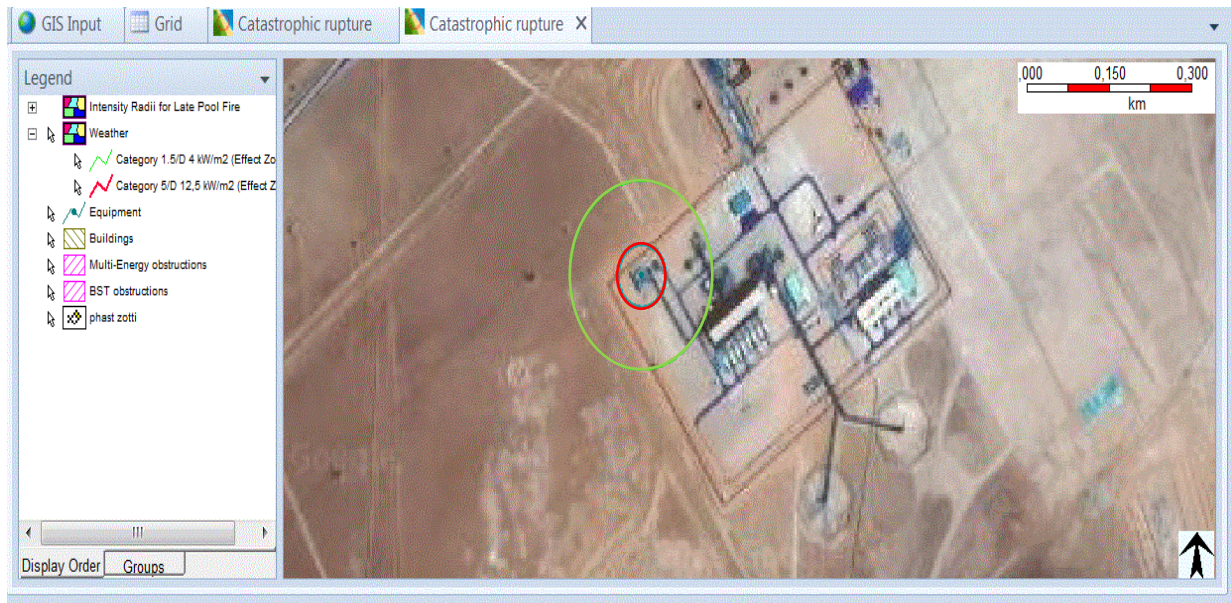 GIS Input Grid Catastrophic rupture Catastrophic rupture X
Legend
Intensity Radii for Late Pool Fire
Weather
Category 1.5/D 4 kW/m2 (Effect Zo
Category 5/D 12,5 kW/m2 (Effect Z
Equipment
Buildings
Multi-Energy obstructions
BST obstructions
phast zotti
Display Order Groups
,000 0,150 0,300
km